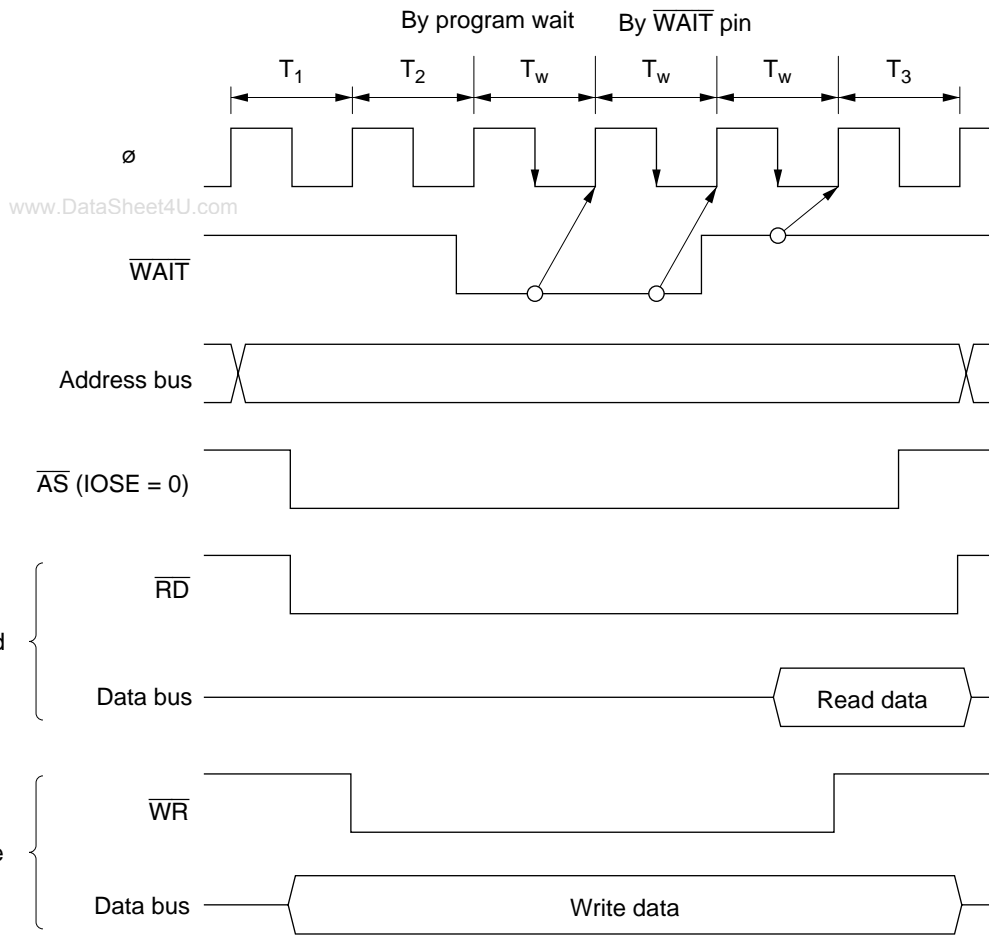 By program wait By WAIT pin
T1 T2 Tw Tw Tw T3
ø
www.DataSheet4U.com
WAIT
Address bus
AS (IOSE = 0)
RD
d
Data bus Read data
WR
e
Data bus Write data